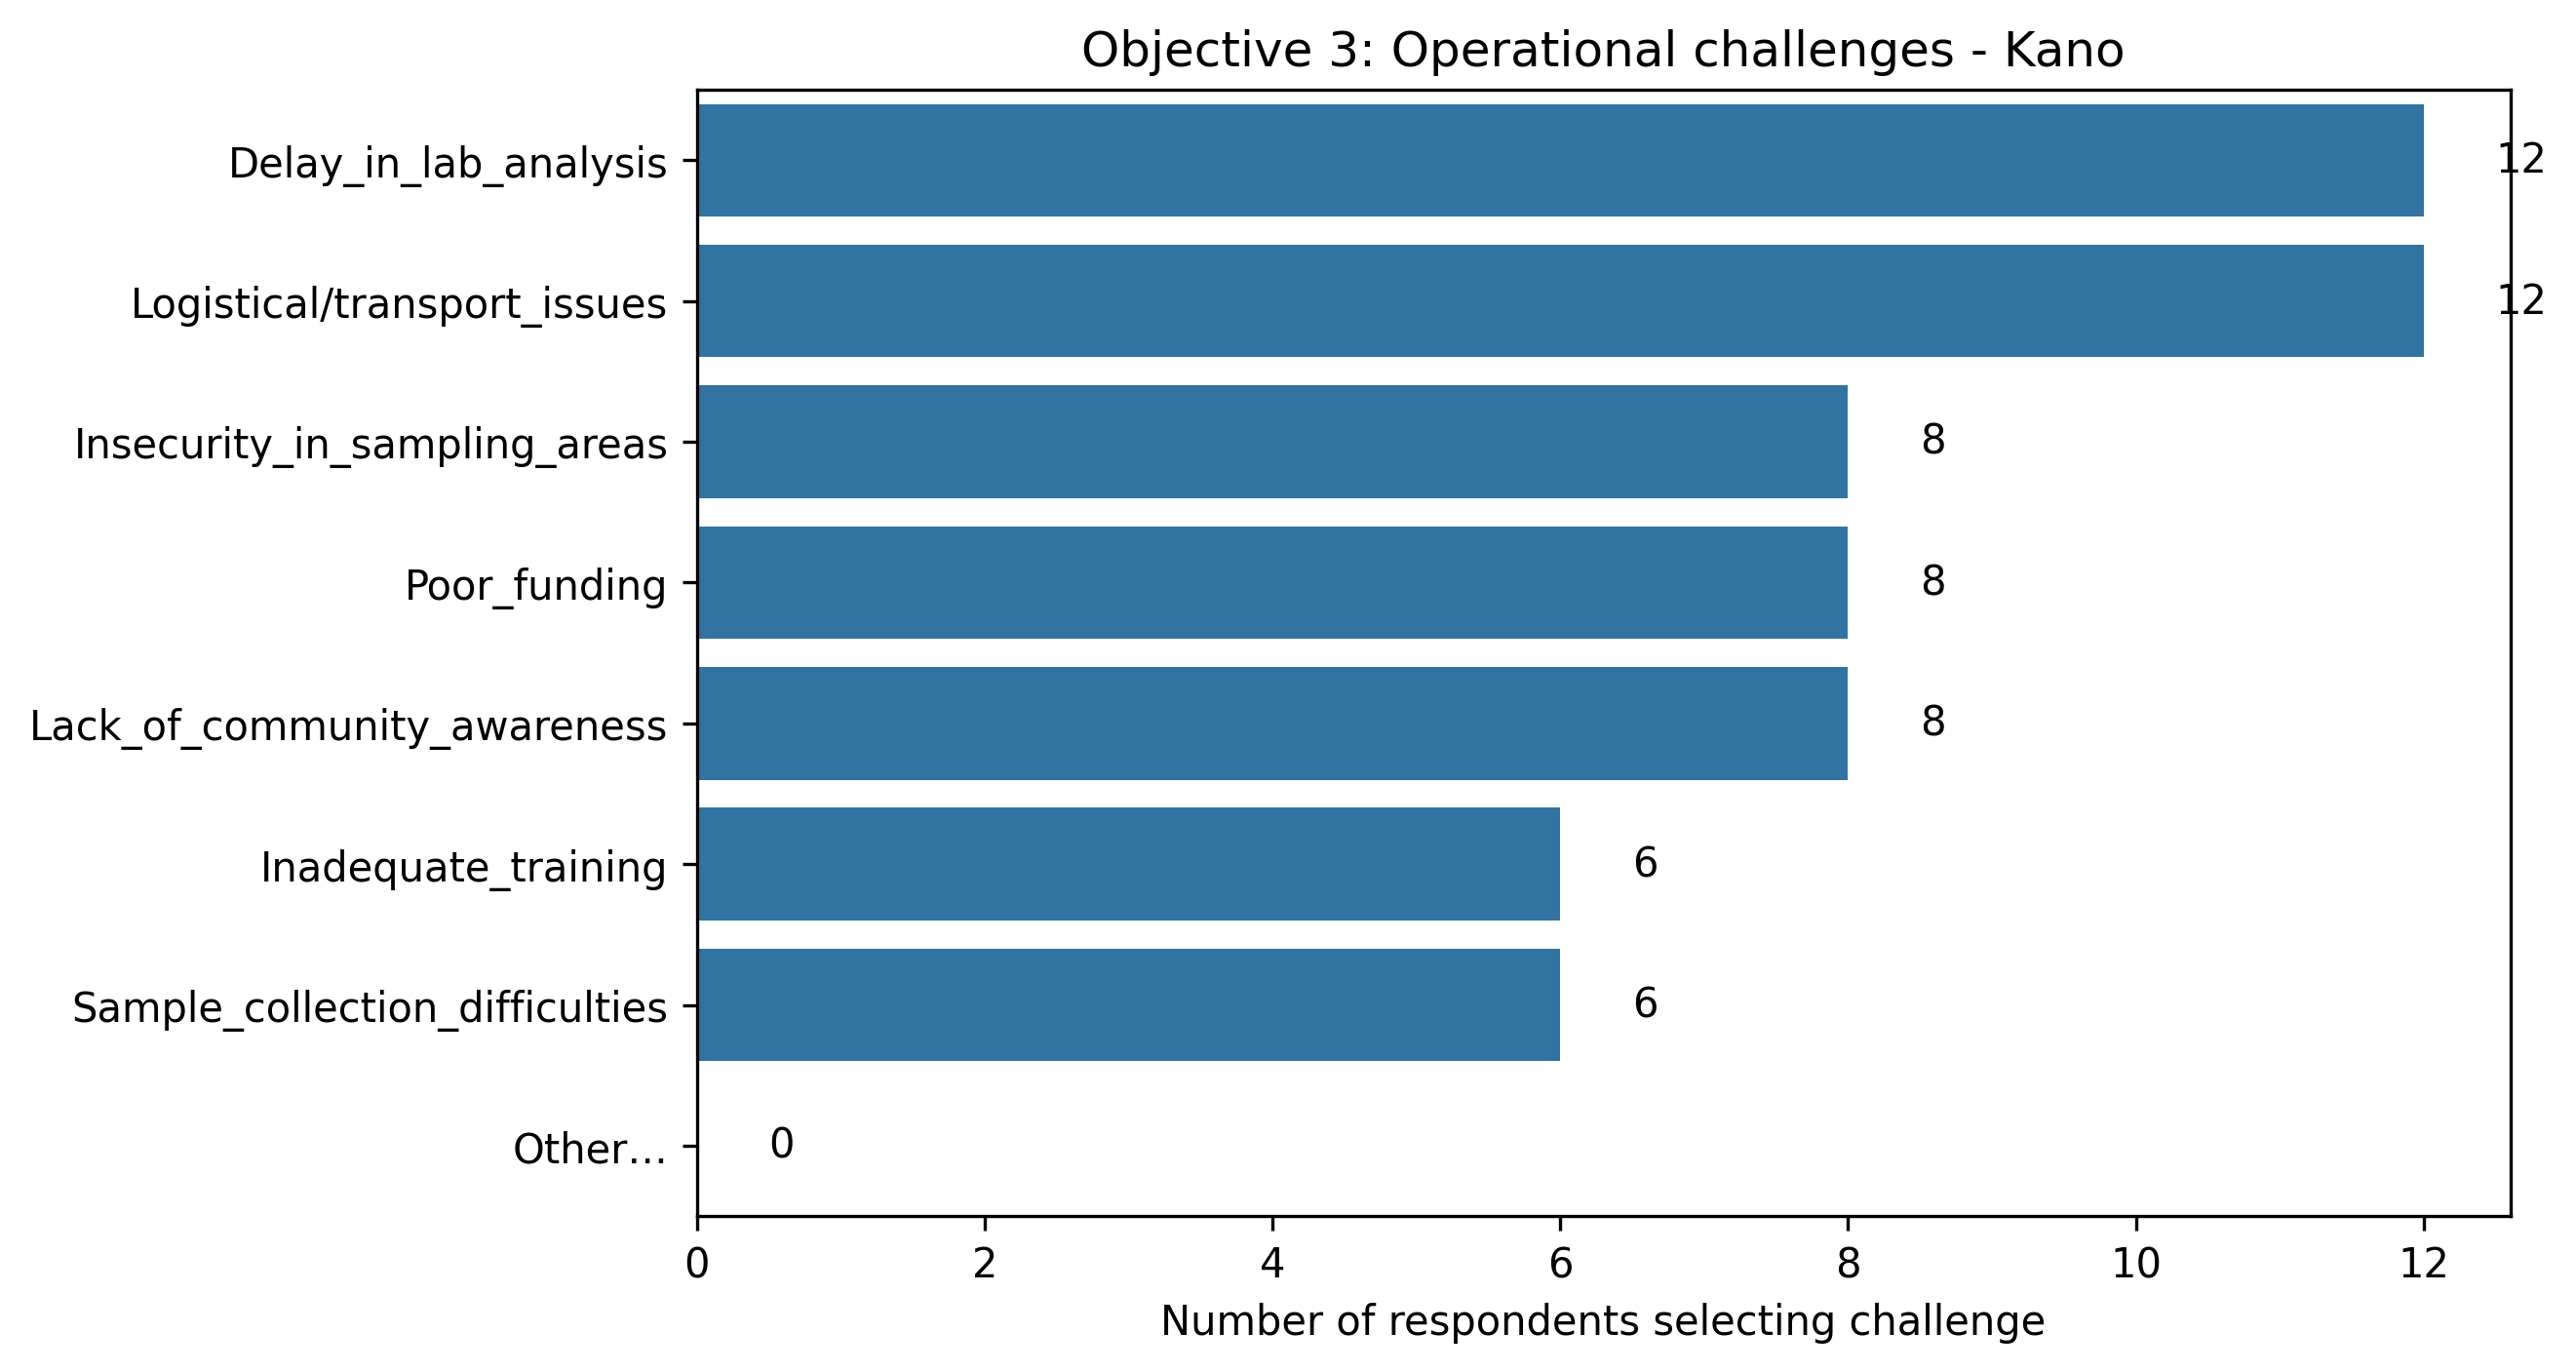 Objective 3: Operational challenges - Kano
Delay_in_lab_analysis 12
Logistical/transport_issues 12
Insecurity_in_sampling_areas 8
Poor_funding 8
Lack_of_community_awareness 8
Inadequate_training 6
Sample_collection_difficulties 6
Other... 0
0 2 4 6 8 10 12
Number of respondents selecting challenge